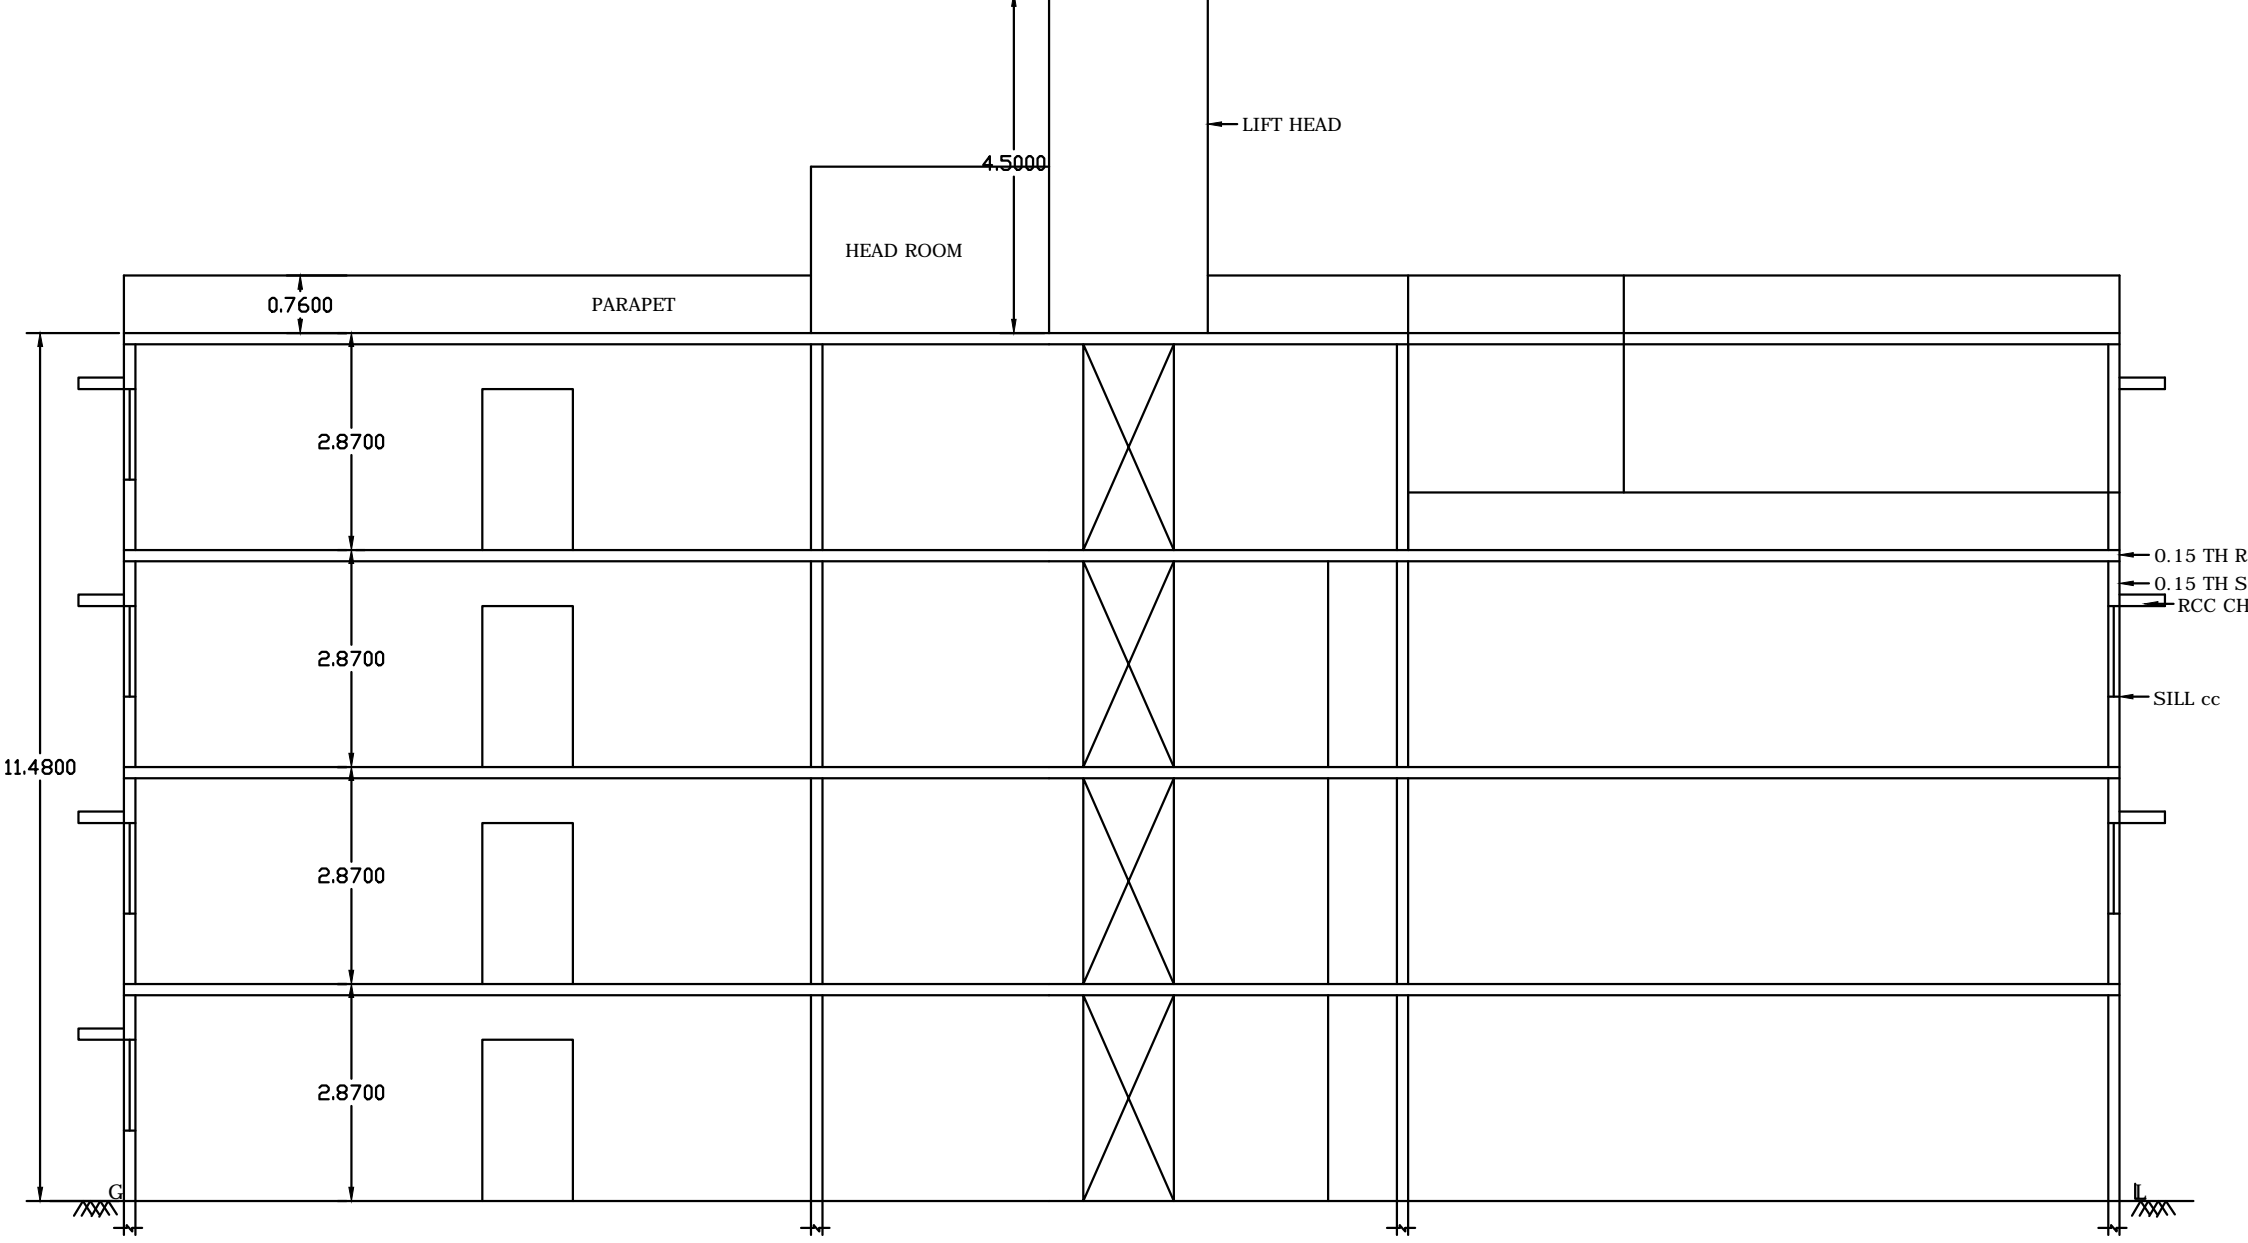 LIFT HEAD
4.5000
HEAD ROOM
0.7600
PARAPET
2.8700
0.15 TH R
0.15 TH S
RCC CH
2.8700
SILL cc
11.4800
2.8700
2.8700
G
L